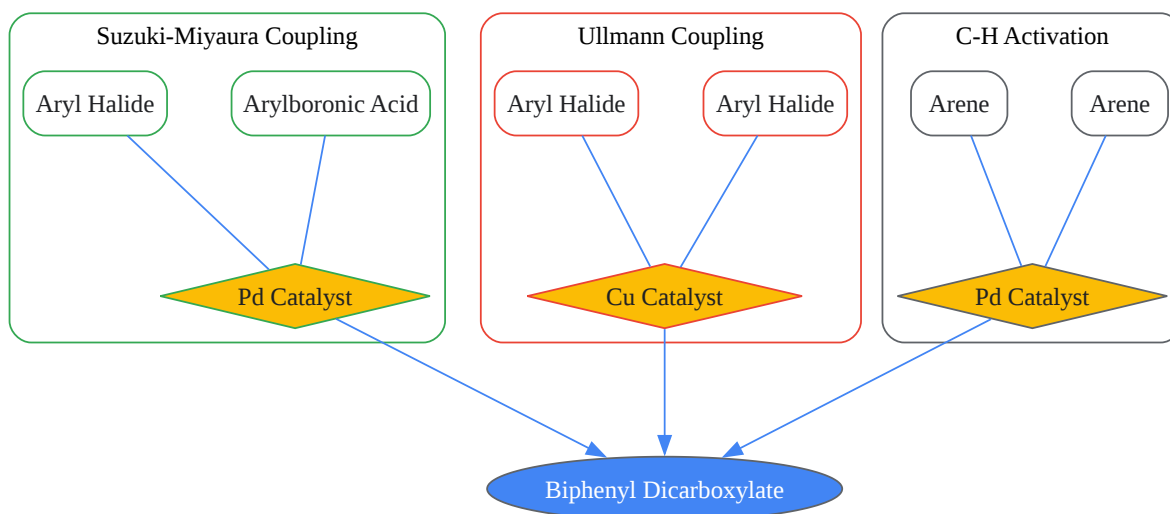 Suzuki-Miyaura Coupling
Ullmann Coupling
C-H Activation
Aryl Halide
Arylboronic Acid
Aryl Halide
Aryl Halide
Arene
Arene
Pd Catalyst
Cu Catalyst
Pd Catalyst
Biphenyl Dicarboxylate